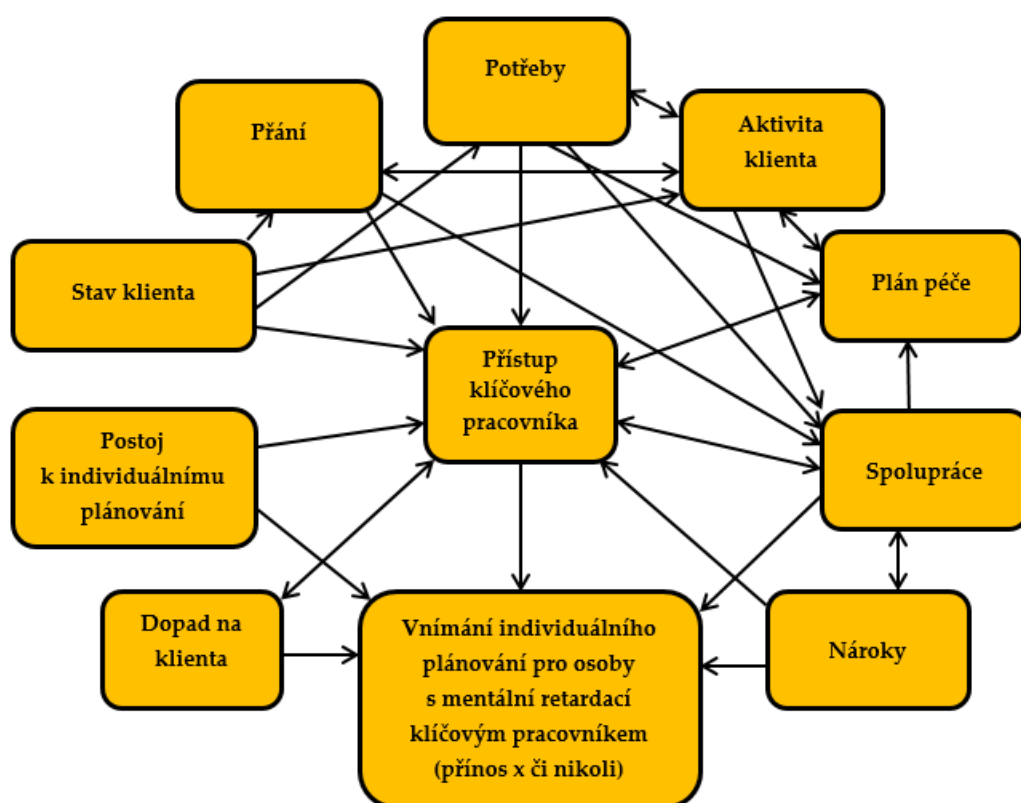 Potřeby
Přání
Aktivita
klienta
Stav klienta
Plán péče
Přístup
klíčového
pracovníka
Postoj
k individuálnímu
plánování
Spolupráce
Dopad na
klienta
Vnímání individuálního
plánování pro osoby
s mentální retardací
klíčovým pracovníkem
(přínos x či nikoli)
Nároky